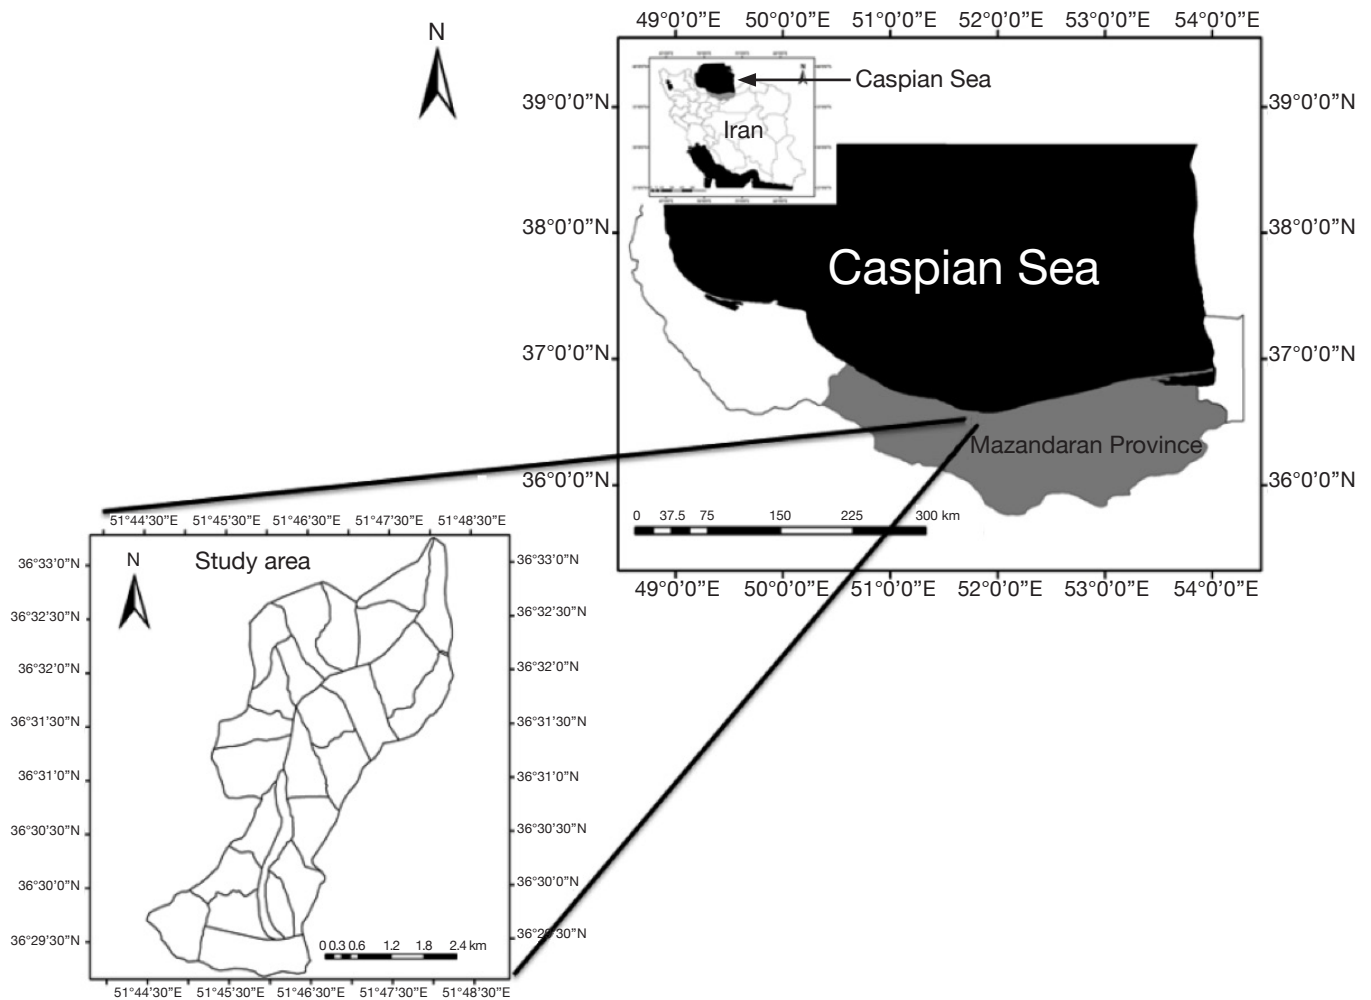 N
49°0’0”E 50°0’0”E 51°0’0”E 52°0’0”E 53°0’0”E 54°0’0”E
N
Caspian Sea
Iran
39°0’0”N 39°0’0”N
38°0’0”N 38°0’0”N
Caspian Sea
37°0’0”N 37°0’0”N
Mazandaran Province
36°0’0”N 36°0’0”N
0 37.5 75 150 225 300 km
49°0’0”E 50°0’0”E 51°0’0”E 52°0’0”E 53°0’0”E 54°0’0”E
51°44’30”E 51°45’30”E 51°46’30”E 51°47’30”E 51°48’30”E
N
Study area
36°33’0”N 36°33’0”N
36°32’30”N 36°32’30”N
36°32’0”N 36°32’0”N
36°31’30”N 36°31’30”N
36°31’0”N 36°31’0”N
36°30’30”N 36°30’30”N
36°30’0”N 36°30’0”N
36°29’30”N 36°29’30”N
0 0.3 0.6 1.2 1.8 2.4 km
51°44’30”E 51°45’30”E 51°46’30”E 51°47’30”E 51°48’30”E